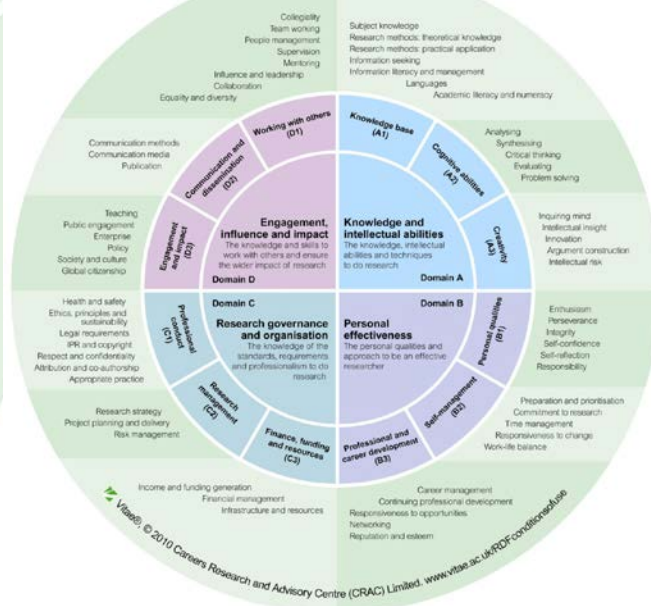 Collegiality
Team working
People management
Supervision
Mentoring
Influence and leadership
Collaboration
Equality and diversity
Subject knowledge
Research methods: theoretical knowledge
Research methods: practical application
Information seeking
Information literacy and management
Languages
Academic literacy and numeracy
Communication methods
Communication media
Publication
Analysing
Synthesising
Critical thinking
Evaluating
Problem solving
Teaching
Public engagement
Enterprise
Policy
Society and culture
Global citizenship
Inquiring mind
Intellectual insight
Innovation
Argument construction
Intellectual risk
Health and safety
Ethics, principles and
sustainability
Legal requirements
IPR and copyright
Respect and confidentiality
Attribution and co-authorship
Appropriate practice
Enthusiasm
Perseverance
Integrity
Self-confidence
Self-reflection
Responsibility
Research strategy
Project planning and delivery
Risk management
Preparation and prioritisation
Commitment to research
Time management
Responsiveness to change
Work-life balance
Income and funding generation
Financial management
Infrastructure and resources
Career management
Continuing professional development
Responsiveness to opportunities
Networking
Reputation and esteem
Working with others
(D1)
Communication and
dissemination
(D2)
Engagement
and impact
(D3)
Knowledge base
(A1)
Cognitive abilities
(A2)
Creativity
(A3)
Professional
conduct
(C1)
Research
management
(C2)
Finance, funding
and resources
(C3)
Personal qualities
(B1)
Self-management
(B2)
Professional and
career development
(B3)
Engagement,
influence and impact
The knowledge and skills to
work with others and ensure
the wider impact of research
Domain D
Knowledge and
intellectual abilities
The knowledge, intellectual
abilities and techniques
to do research
Domain A
Domain C
Research governance
and organisation
The knowledge of the
standards, requirements
and professionalism to do
research
Domain B
Personal
effectiveness
The personal qualities and
approach to be an effective
researcher
Vitae®, © 2010 Careers Research and Advisory Centre (CRAC) Limited. www.vitae.ac.uk/RDFconditionsofuse